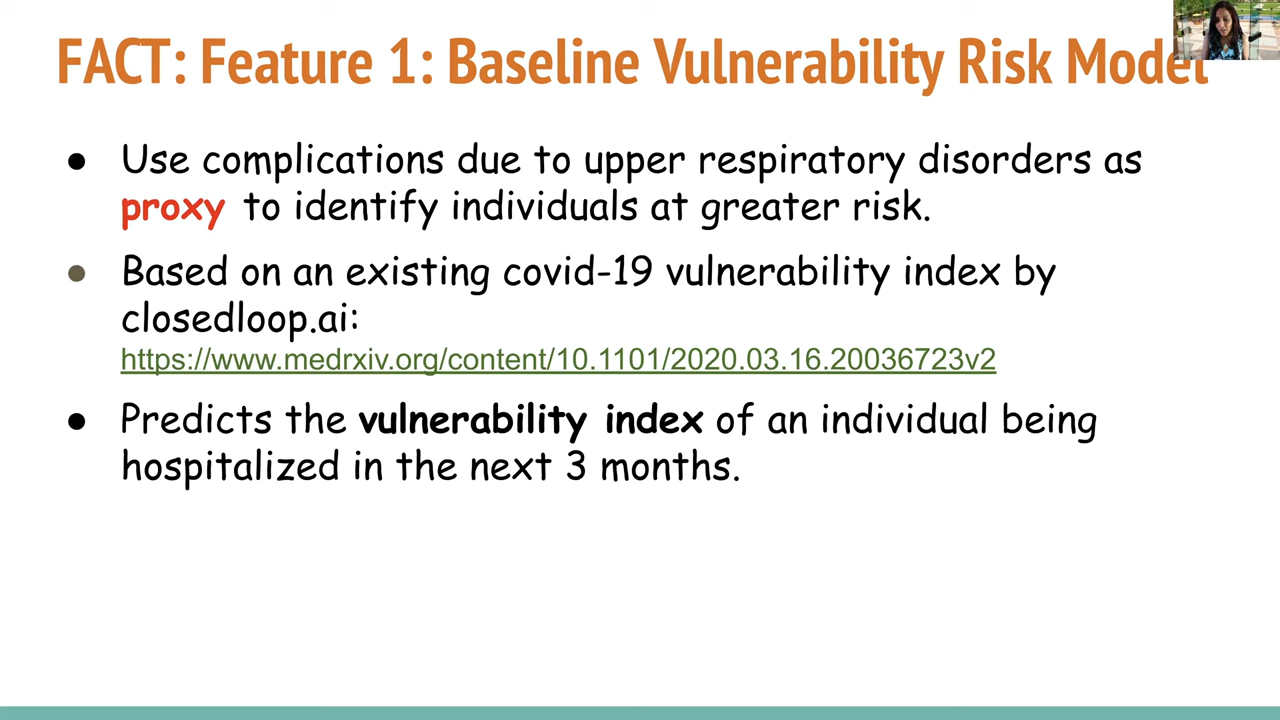 FACT: Feature 1: Baseline Vulnerability Risk Model
● Use complications due to upper respiratory disorders as
proxy to identify individuals at greater risk.
● Based on an existing covid-19 vulnerability index by
closedloop.ai:
https://www.medrxiv.org/content/10.1101/2020.03.16.20036723v2
● Predicts the vulnerability index of an individual being
hospitalized in the next 3 months.